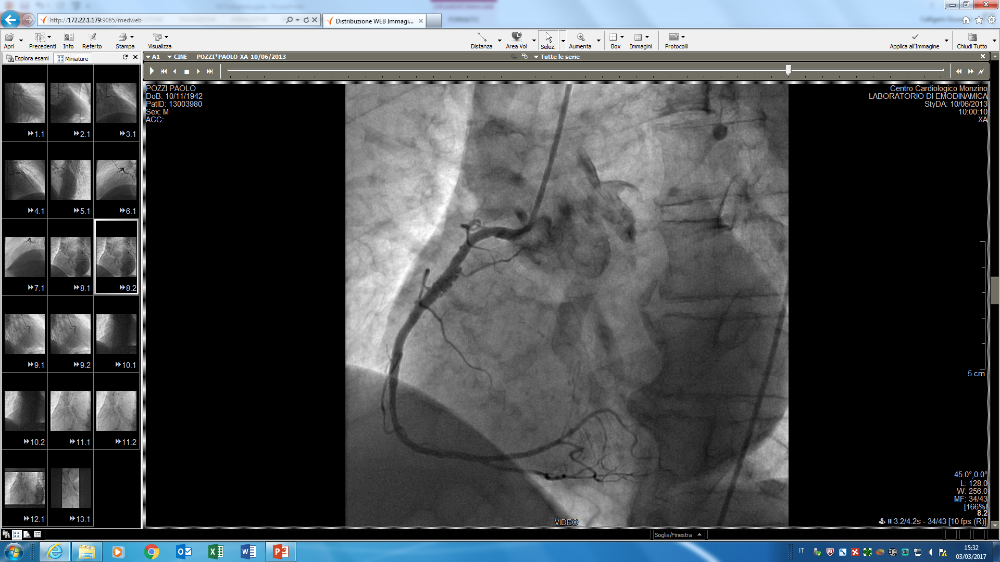 http://172.22.1.179:9085/medweb
Distribuzione WEB Immagi...
Apri
Precedenti
Info
Referto
Stampa
Visualizza
Distanza
Area Vol
Selez.
Aumenta
Box
Immagini
Protocolli
Applica all'Immagine
Chiudi Tutto
Esplora esami
Miniature
A1
CINE
POZZI*PAOLO-XA-10/06/2013
Tutte le serie
1.1
2.1
3.1
4.1
5.1
6.1
7.1
8.1
8.2
9.1
9.2
10.1
10.2
11.1
11.2
12.1
13.1
POZZI PAOLO
DoB: 10/11/1942
PatID: 13003980
Sex: M
ACC:
Centro Cardiologico Monzino
LABORATORIO DI EMODINAMICA
StyDA: 10/06/2013
10:00:10
XA
5 cm
45.0°,0.0°
L: 128.0
W: 256.0
MF: 34/43
[166%]
8.2
3.2/4.2s - 34/43 [10 fps (R)]
VIDEO
Soglia/Finestra
IT
15:32
03/03/2017